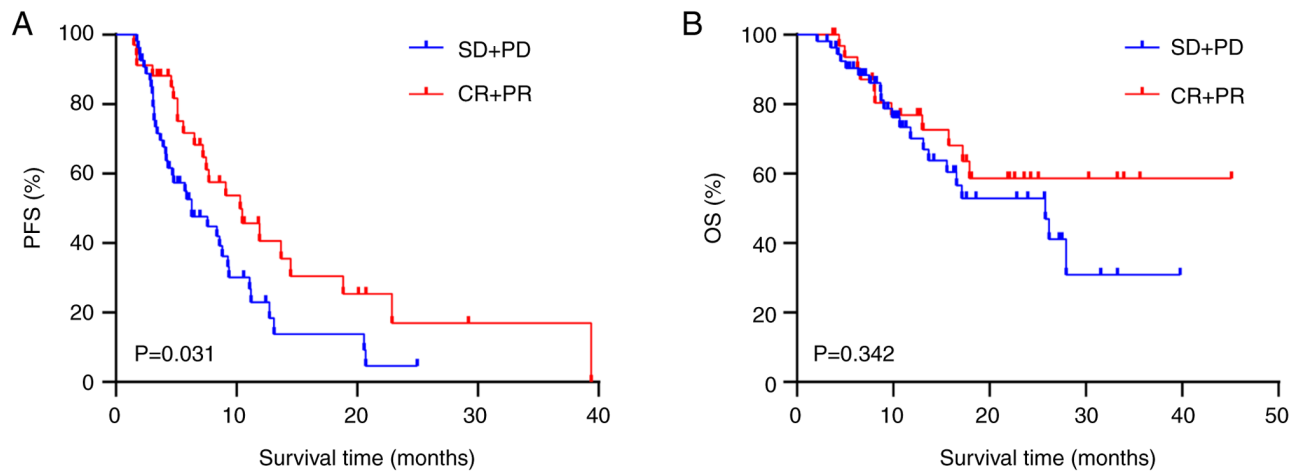 A
100
80
60
40
20
0
PFS (%)
SD+PD
CR+PR
P=0.031
0 10 20 30 40
Survival time (months)
B
100
80
60
40
20
0
OS (%)
SD+PD
CR+PR
P=0.342
0 10 20 30 40 50
Survival time (months)